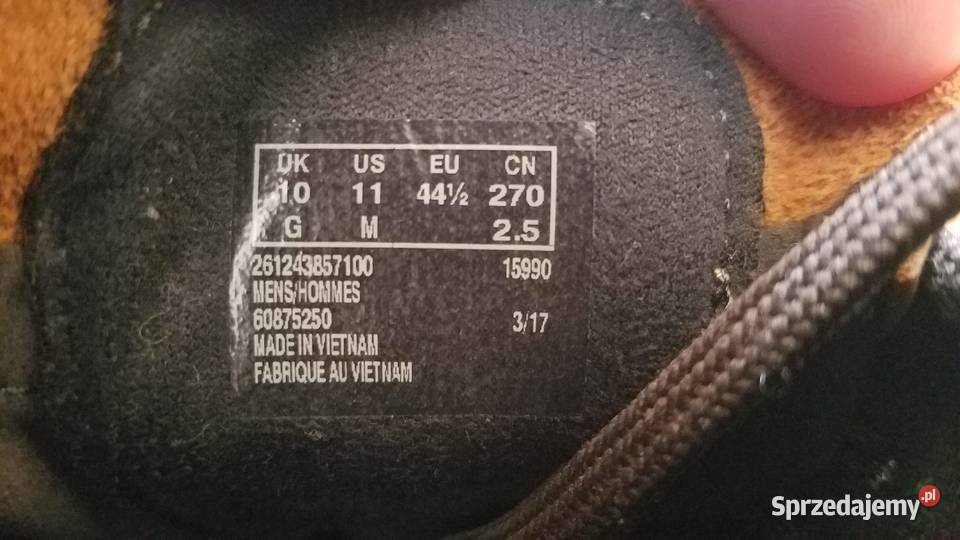 UK US EU CN
10 11 44½ 270
G M 2.5
261243857100 15990
MENS/HOMMES
60875250 3/17
MADE IN VIETNAM
FABRIQUE AU VIETNAM
Sprzedajemy.pl